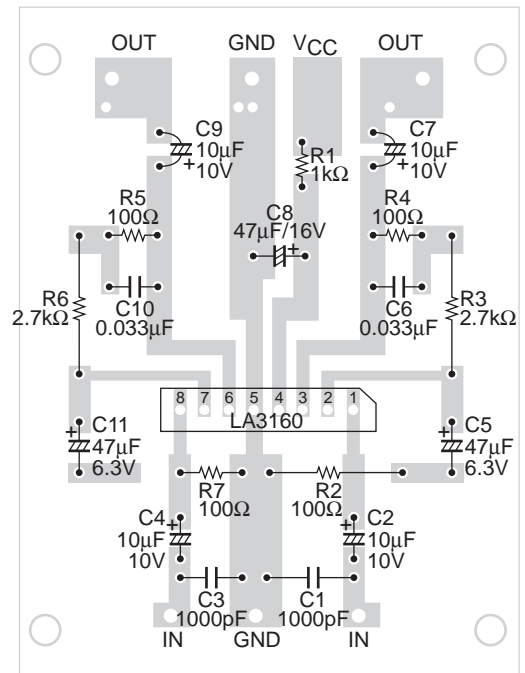 OUT GND VCC OUT
C9
10μF
10V
C7
10μF
10V
R1
1kΩ
R5
100Ω
C8
47μF/16V
R4
100Ω
R6
2.7kΩ
C10
0.033μF
C6
0.033μF
R3
2.7kΩ
8 7 6 5 4 3 2 1
LA3160
C11
47μF
6.3V
C5
47μF
6.3V
R7
100Ω
R2
100Ω
C4
10μF
10V
C2
10μF
10V
C3
1000pF
C1
1000pF
IN GND IN